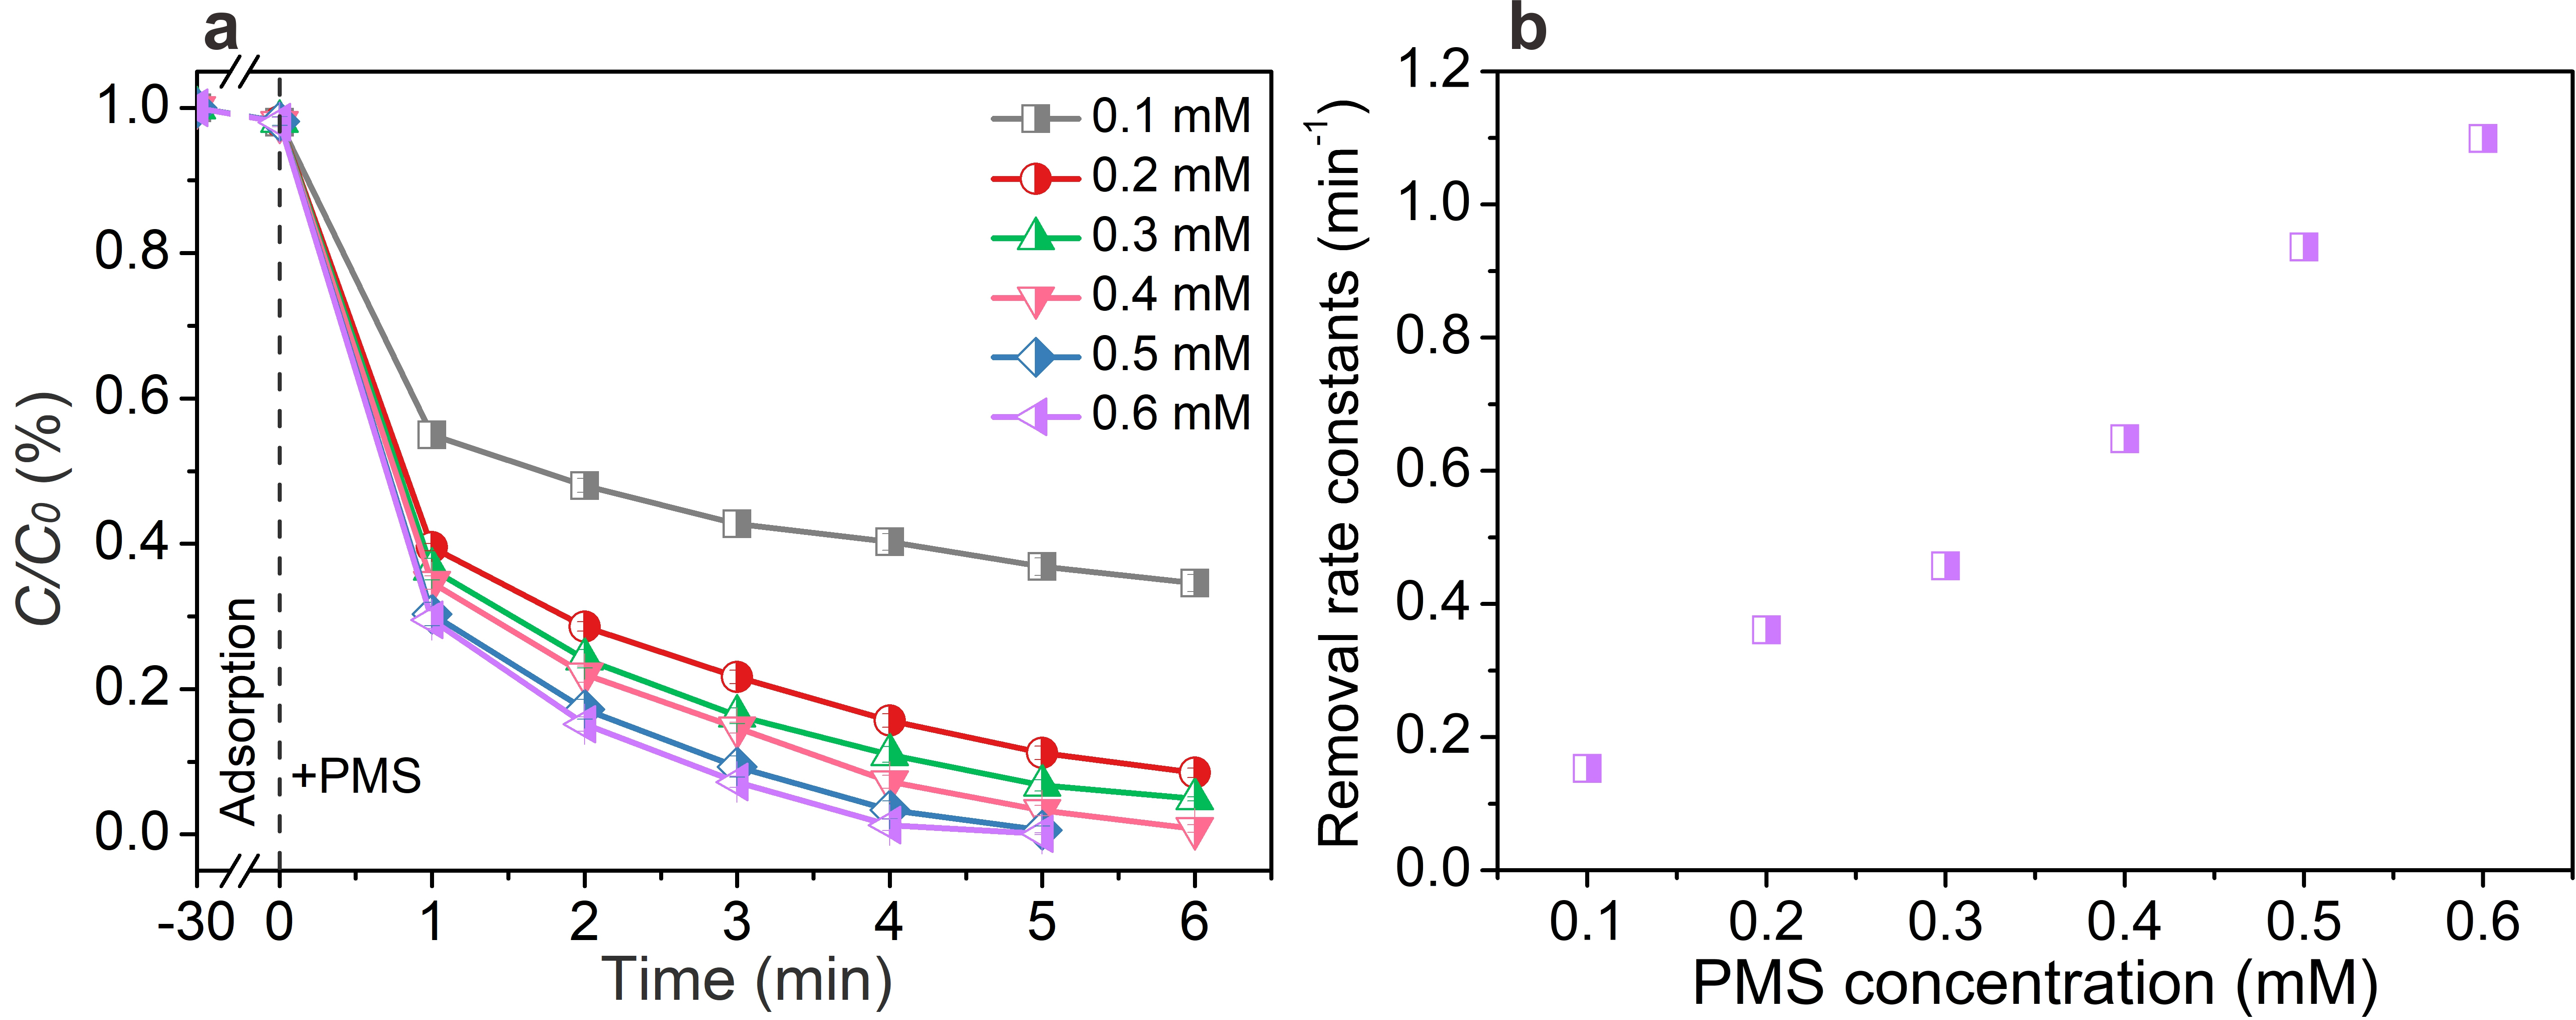 a
1.0
0.8
0.6
0.4
0.2
0.0
C/C0 (%)
0.1 mM
0.2 mM
0.3 mM
0.4 mM
0.5 mM
0.6 mM
Adsorption
+PMS
-30 0 1 2 3 4 5 6
Time (min)
b
1.2
1.0
0.8
0.6
0.4
0.2
0.0
Removal rate constants (min-1)
0.1 0.2 0.3 0.4 0.5 0.6
PMS concentration (mM)